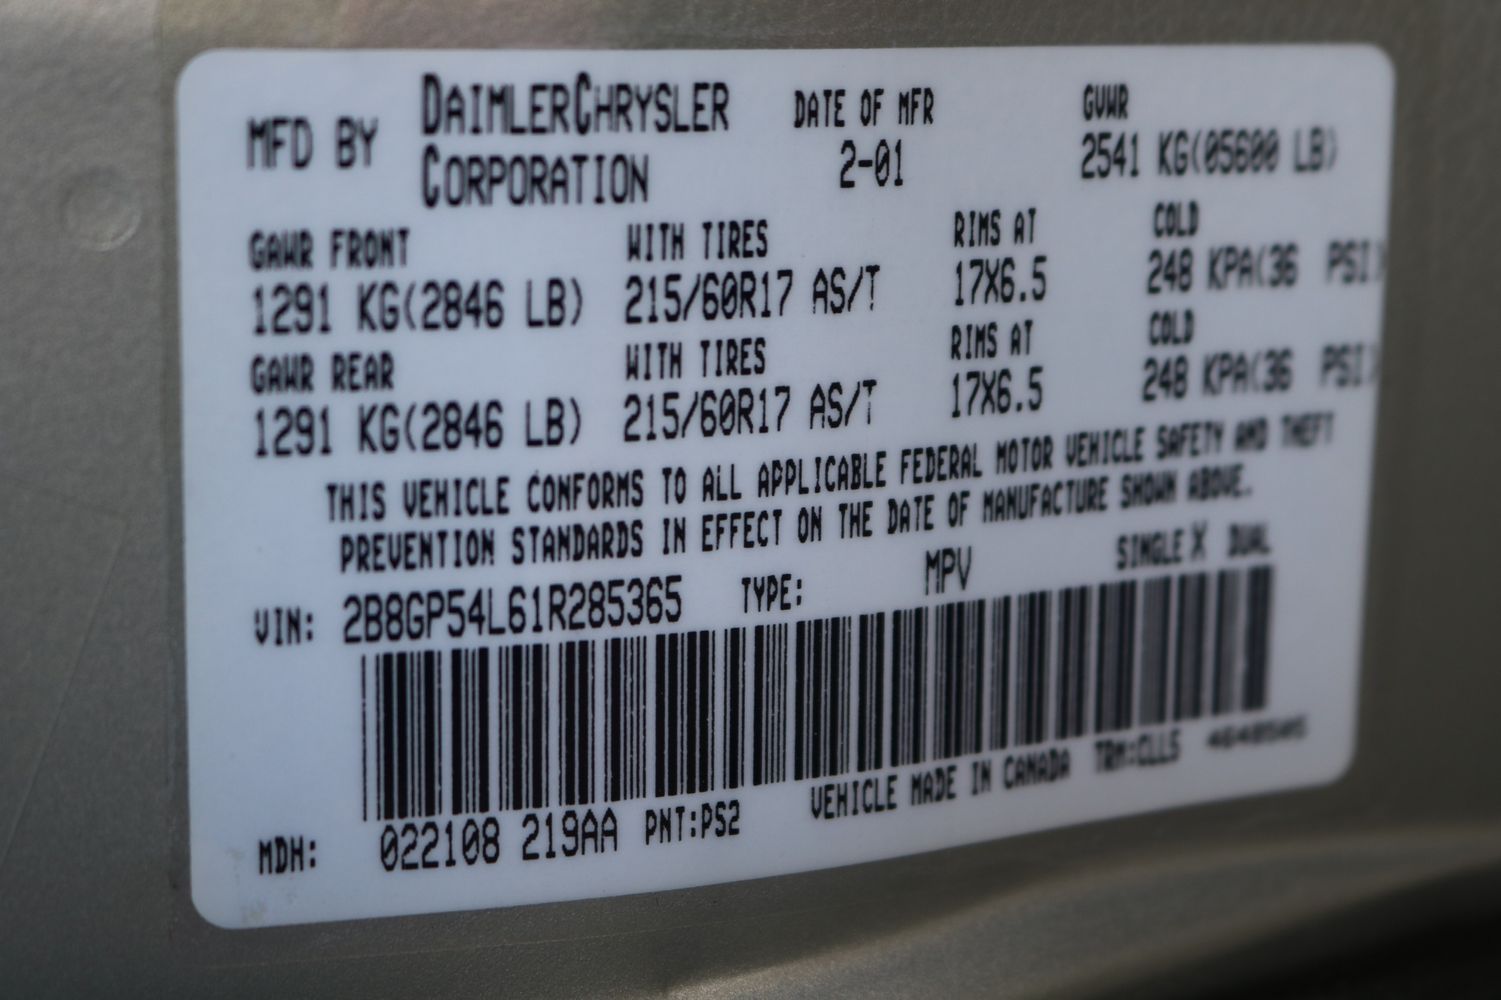 MFD BY DAIMLERCHRYSLER CORPORATION DATE OF MFR 2-01 GVWR 2541 KG(05600 LB)
GAWR FRONT WITH TIRES RIMS AT COLD
1291 KG(2846 LB) 215/60R17 AS/T 17X6.5 248 KPA(36 PSI)
GAWR REAR WITH TIRES RIMS AT COLD
1291 KG(2846 LB) 215/60R17 AS/T 17X6.5 248 KPA(36 PSI)
THIS VEHICLE CONFORMS TO ALL APPLICABLE FEDERAL MOTOR VEHICLE SAFETY AND THEFT
PREVENTION STANDARDS IN EFFECT ON THE DATE OF MANUFACTURE SHOWN ABOVE.
VIN: 2B8GP54L61R285365 TYPE: MPV SINGLE X DUAL
MDH: 022108 219AA PNT:PS2 VEHICLE MADE IN CANADA TRM:CLL5